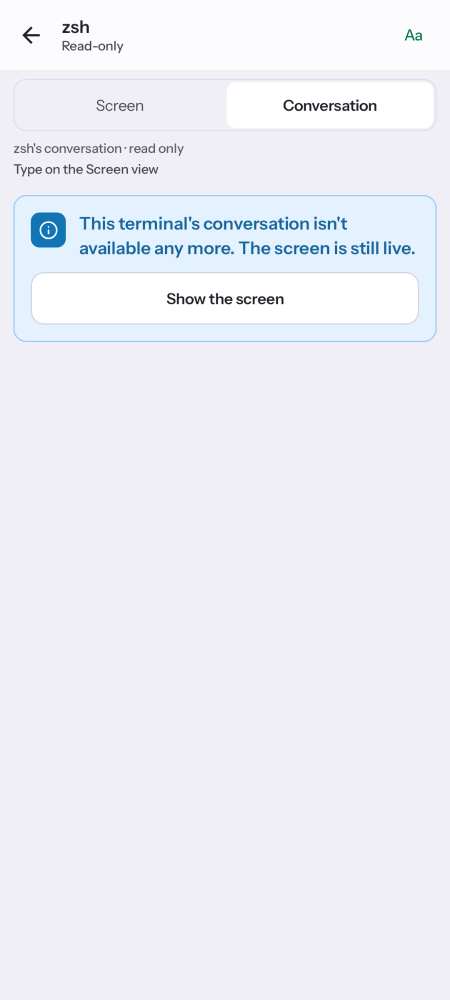 zsh
Read-only
Aa
Screen
Conversation
zsh's conversation · read only
Type on the Screen view
This terminal's conversation isn't
available any more. The screen is still live.
Show the screen